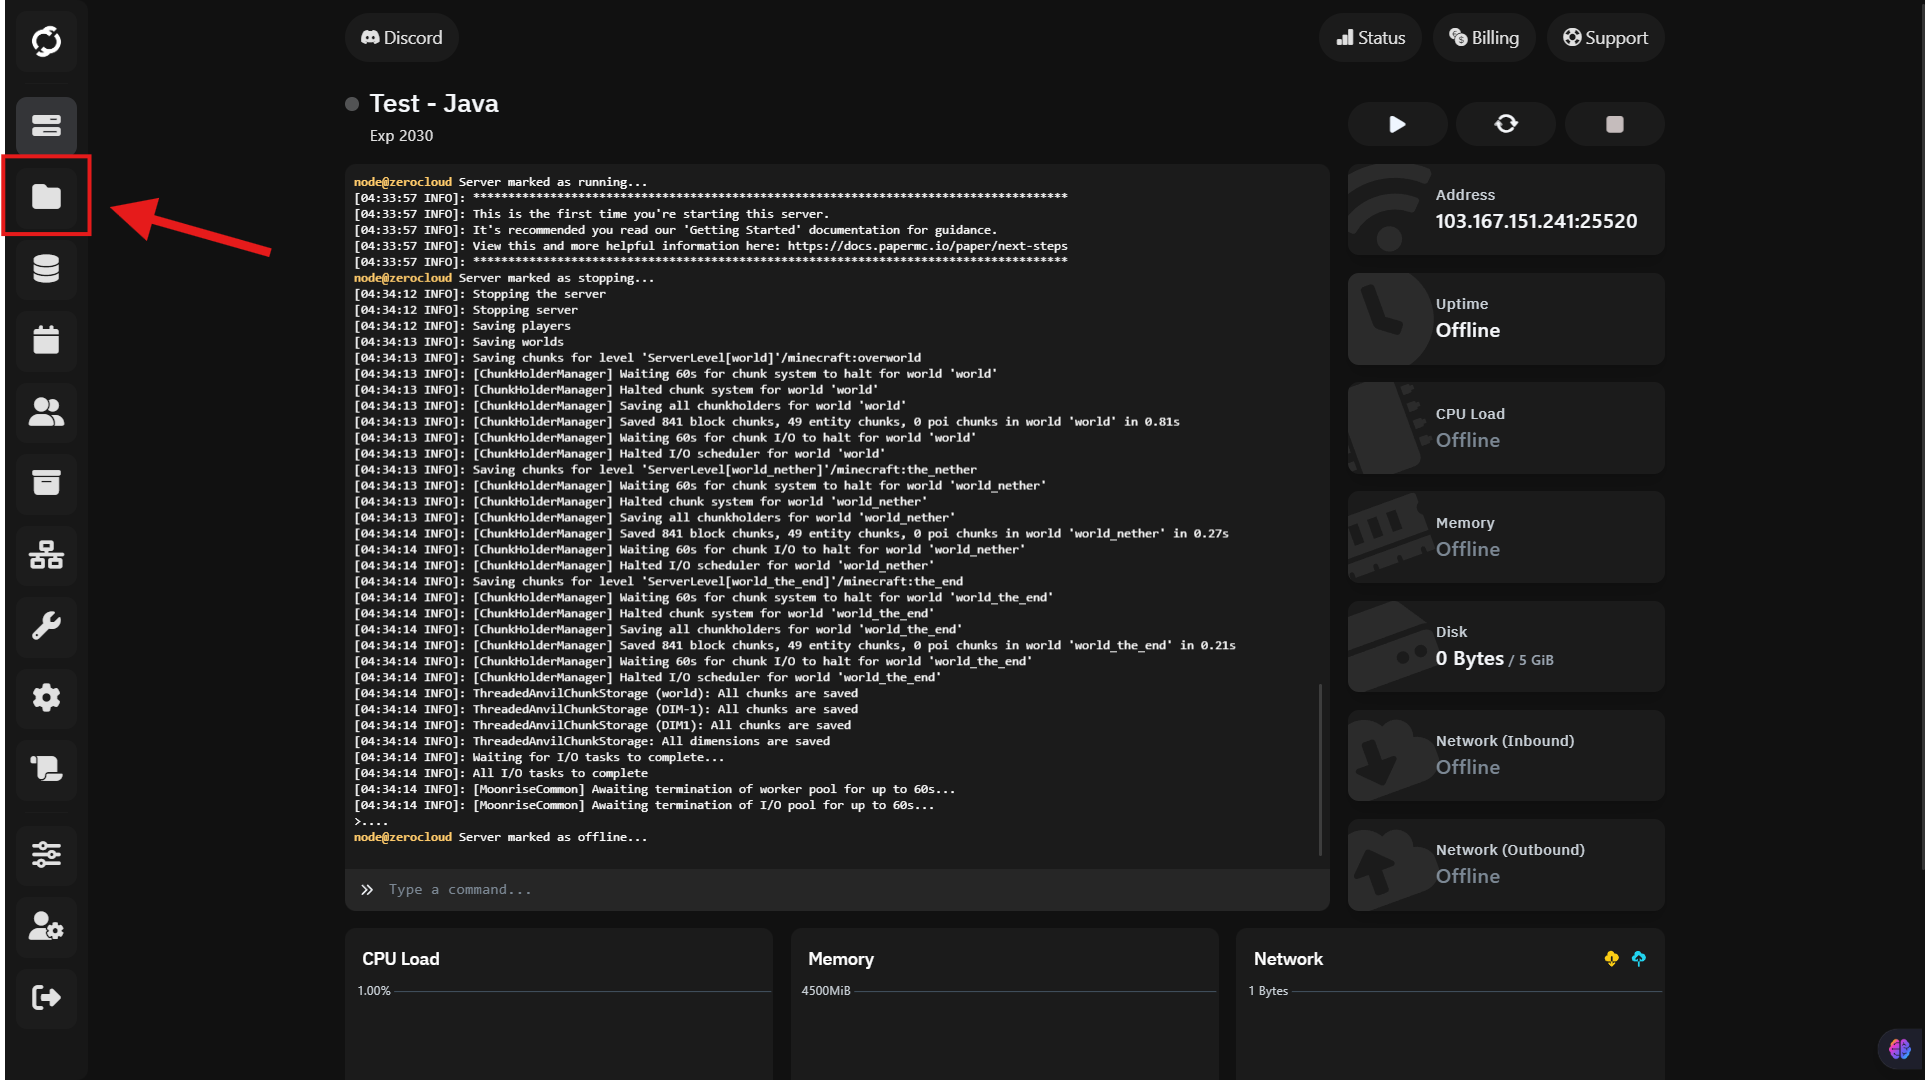 Discord
Status
Billing
Support
Test - Java
Exp 2030
node@zerocloud Server marked as running...
[04:33:57 INFO]: *************************************************************************************
[04:33:57 INFO]: This is the first time you're starting this server.
[04:33:57 INFO]: It's recommended you read our 'Getting Started' documentation for guidance.
[04:33:57 INFO]: View this and more helpful information here: https://docs.papermc.io/paper/next-steps
[04:33:57 INFO]: *************************************************************************************
node@zerocloud Server marked as stopping...
[04:34:12 INFO]: Stopping the server
[04:34:12 INFO]: Stopping server
[04:34:12 INFO]: Saving players
[04:34:13 INFO]: Saving worlds
[04:34:13 INFO]: Saving chunks for level 'ServerLevel[world]'/minecraft:overworld
[04:34:13 INFO]: [ChunkHolderManager] Waiting 60s for chunk system to halt for world 'world'
[04:34:13 INFO]: [ChunkHolderManager] Halted chunk system for world 'world'
[04:34:13 INFO]: [ChunkHolderManager] Saving all chunkholders for world 'world'
[04:34:13 INFO]: [ChunkHolderManager] Saved 841 block chunks, 49 entity chunks, 0 poi chunks in world 'world' in 0.81s
[04:34:13 INFO]: [ChunkHolderManager] Waiting 60s for chunk I/O to halt for world 'world'
[04:34:13 INFO]: [ChunkHolderManager] Halted I/O scheduler for world 'world'
[04:34:13 INFO]: Saving chunks for level 'ServerLevel[world_nether]'/minecraft:the_nether
[04:34:13 INFO]: [ChunkHolderManager] Waiting 60s for chunk system to halt for world 'world_nether'
[04:34:13 INFO]: [ChunkHolderManager] Halted chunk system for world 'world_nether'
[04:34:13 INFO]: [ChunkHolderManager] Saving all chunkholders for world 'world_nether'
[04:34:14 INFO]: [ChunkHolderManager] Saved 841 block chunks, 49 entity chunks, 0 poi chunks in world 'world_nether' in 0.27s
[04:34:14 INFO]: [ChunkHolderManager] Waiting 60s for chunk I/O to halt for world 'world_nether'
[04:34:14 INFO]: [ChunkHolderManager] Halted I/O scheduler for world 'world_nether'
[04:34:14 INFO]: Saving chunks for level 'ServerLevel[world_the_end]'/minecraft:the_end
[04:34:14 INFO]: [ChunkHolderManager] Waiting 60s for chunk system to halt for world 'world_the_end'
[04:34:14 INFO]: [ChunkHolderManager] Halted chunk system for world 'world_the_end'
[04:34:14 INFO]: [ChunkHolderManager] Saving all chunkholders for world 'world_the_end'
[04:34:14 INFO]: [ChunkHolderManager] Saved 841 block chunks, 49 entity chunks, 0 poi chunks in world 'world_the_end' in 0.21s
[04:34:14 INFO]: [ChunkHolderManager] Waiting 60s for chunk I/O to halt for world 'world_the_end'
[04:34:14 INFO]: [ChunkHolderManager] Halted I/O scheduler for world 'world_the_end'
[04:34:14 INFO]: ThreadedAnvilChunkStorage (world): All chunks are saved
[04:34:14 INFO]: ThreadedAnvilChunkStorage (DIM-1): All chunks are saved
[04:34:14 INFO]: ThreadedAnvilChunkStorage (DIM1): All chunks are saved
[04:34:14 INFO]: ThreadedAnvilChunkStorage: All dimensions are saved
[04:34:14 INFO]: Waiting for I/O tasks to complete...
[04:34:14 INFO]: All I/O tasks to complete
[04:34:14 INFO]: [MoonriseCommon] Awaiting termination of worker pool for up to 60s...
[04:34:14 INFO]: [MoonriseCommon] Awaiting termination of I/O pool for up to 60s...
>....
node@zerocloud Server marked as offline...
Type a command...
Address
103.167.151.241:25520
Uptime
Offline
CPU Load
Offline
Memory
Offline
Disk
0 Bytes / 5 GiB
Network (Inbound)
Offline
Network (Outbound)
Offline
CPU Load
1.00%
Memory
4500MiB
Network
1 Bytes